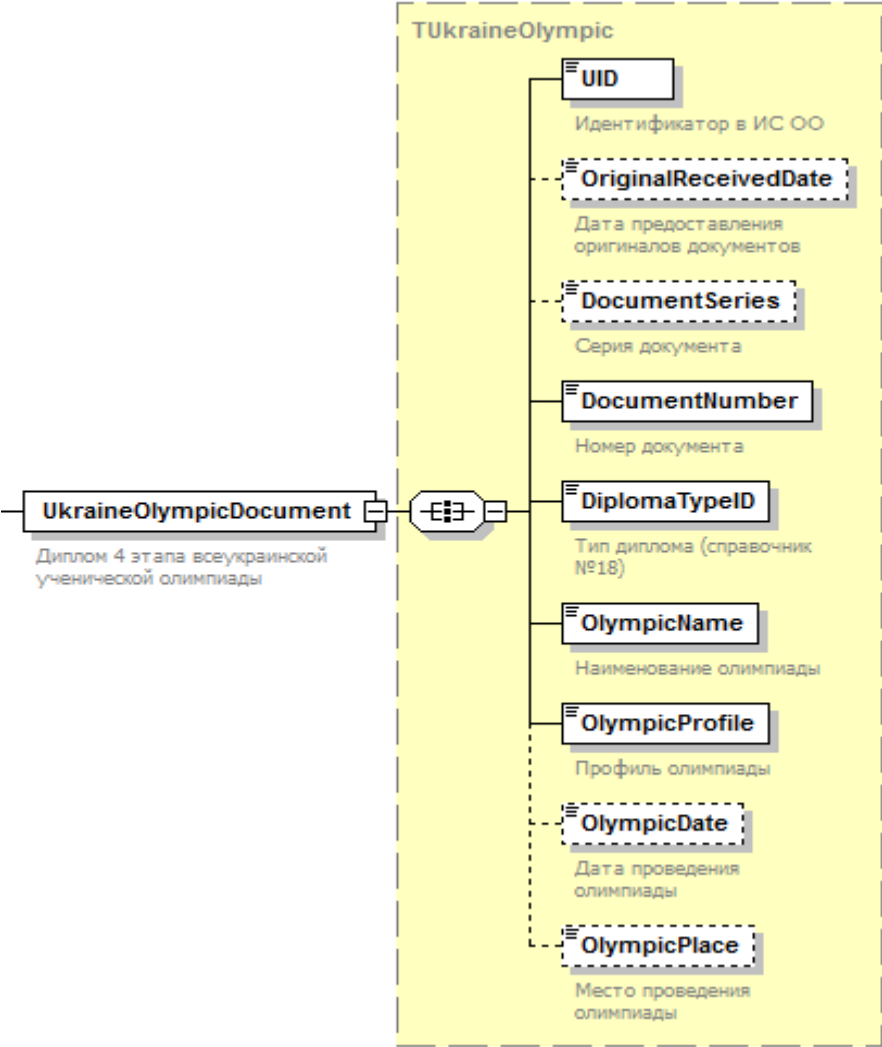 TUkraineOlympic
UID
Идентификатор в ИС ОО
OriginalReceivedDate
Дата предоставления
оригиналов документов
DocumentSeries
Серия документа
DocumentNumber
Номер документа
UkraineOlympicDocument
Диплом 4 этапа всеукраинской
ученической олимпиады
DiplomaTypeID
Тип диплома (справочник
№18)
OlympicName
Наименование олимпиады
OlympicProfile
Профиль олимпиады
OlympicDate
Дата проведения
олимпиады
OlympicPlace
Место проведения
олимпиады